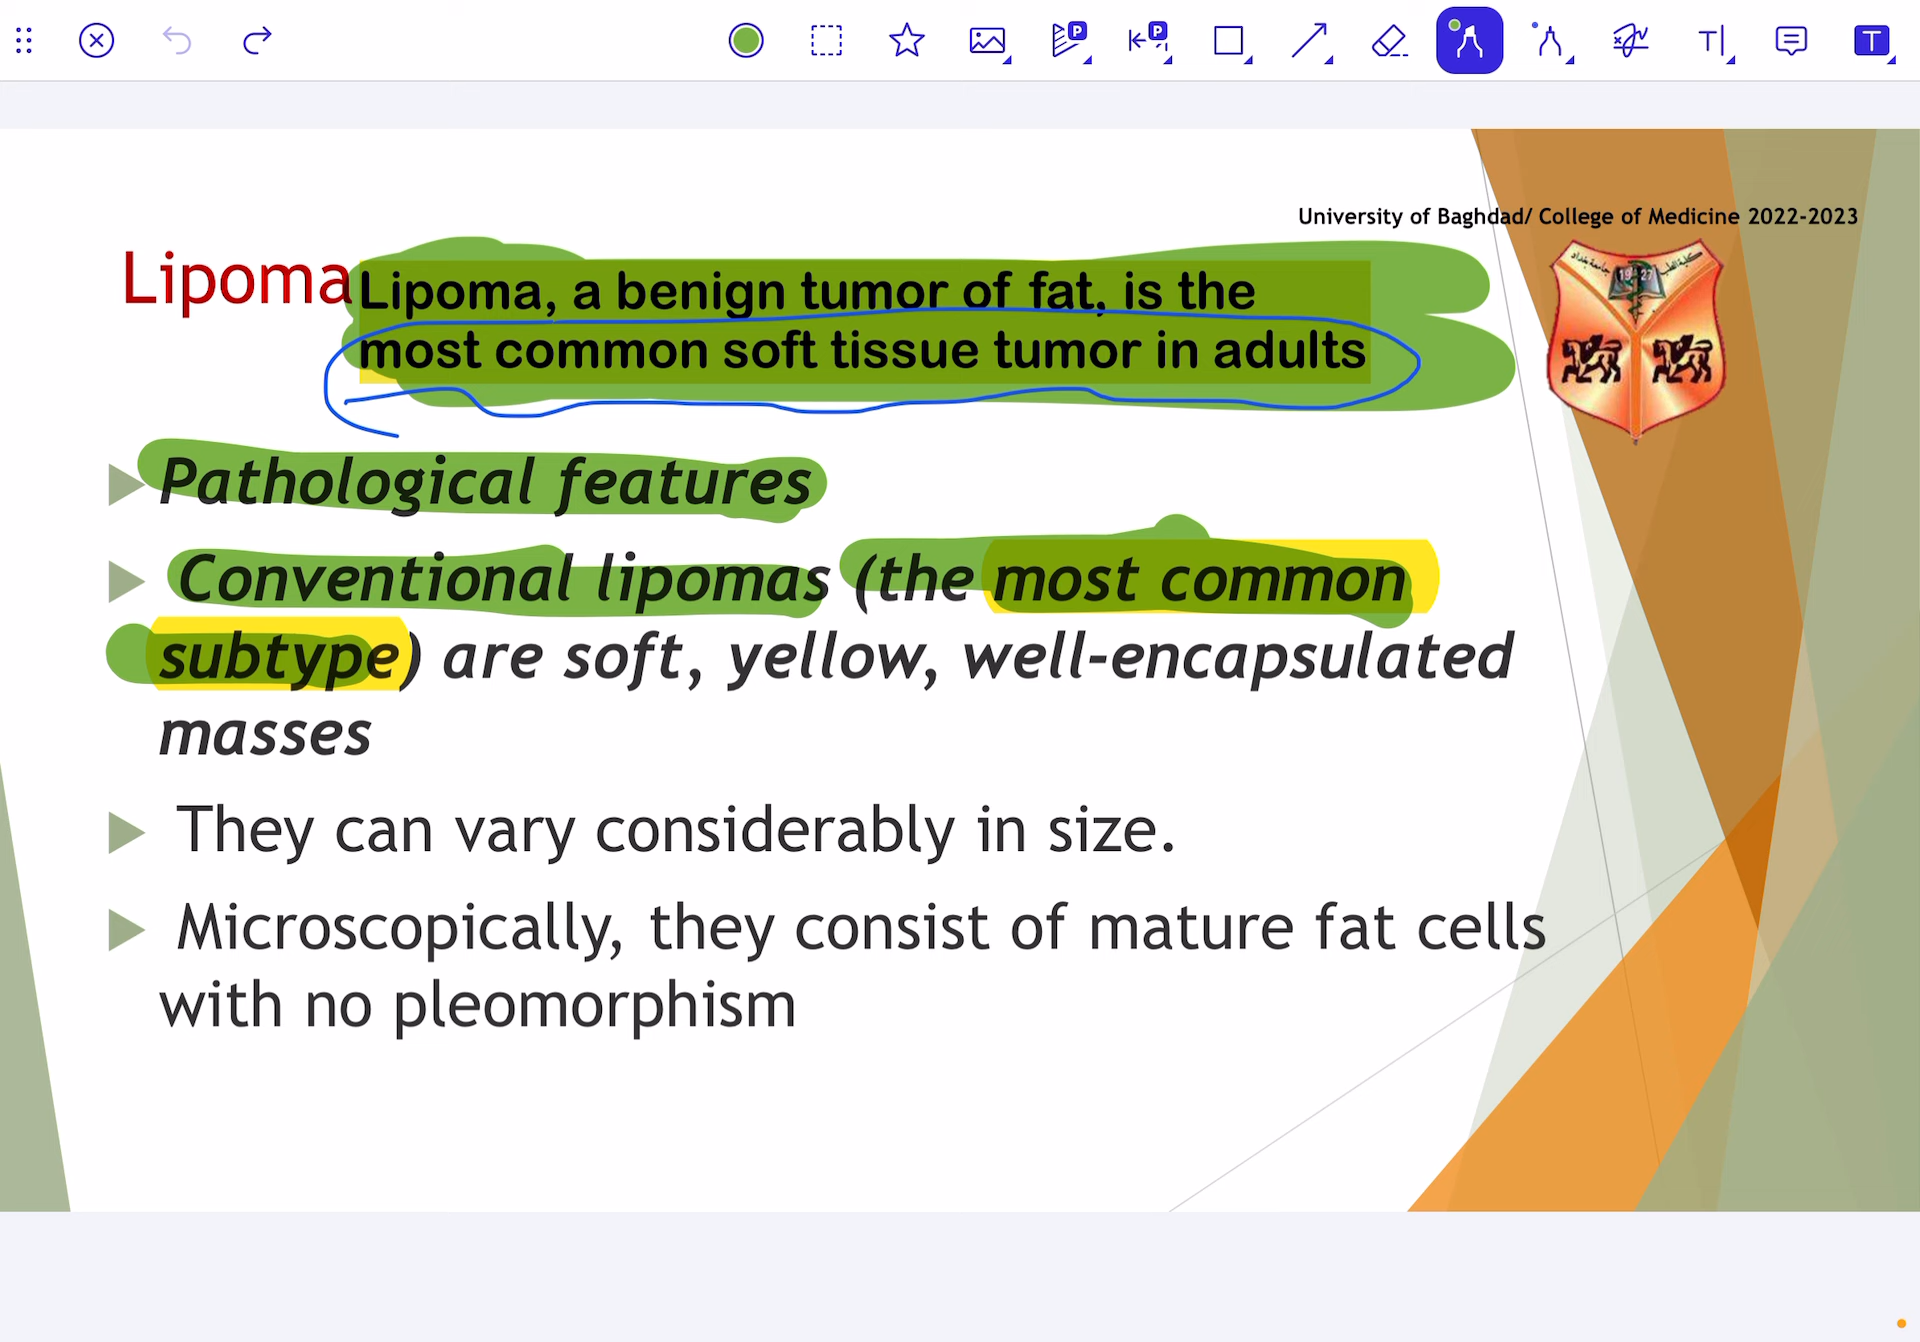 University of Baghdad/ College of Medicine 2022-2023
Lipoma
Lipoma, a benign tumor of fat, is the
most common soft tissue tumor in adults
Pathological features
Conventional lipomas (the most common
subtype) are soft, yellow, well-encapsulated
masses
They can vary considerably in size.
Microscopically, they consist of mature fat cells
with no pleomorphism